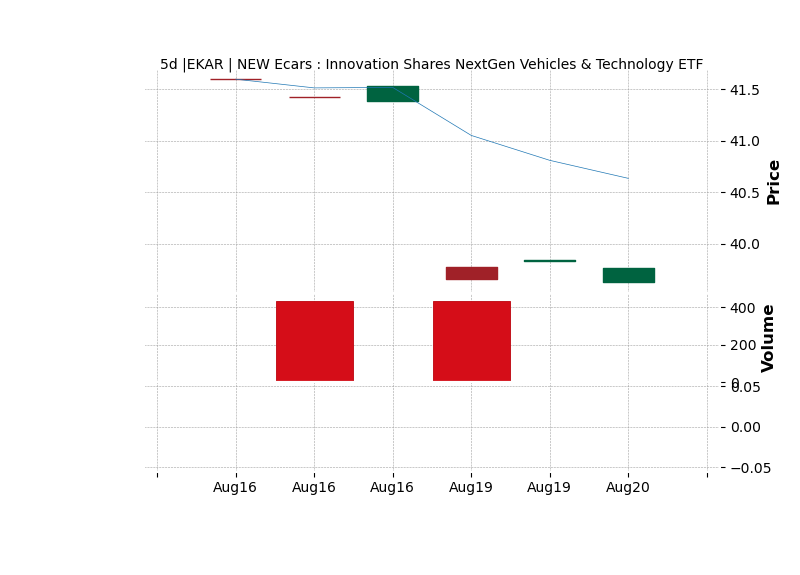 5d |EKAR | NEW Ecars : Innovation Shares NextGen Vehicles & Technology ETF
41.5
41.0
40.5
40.0
Price
400
200
0
Volume
0.05
0.00
−0.05
Aug16 Aug16 Aug16 Aug19 Aug19 Aug20